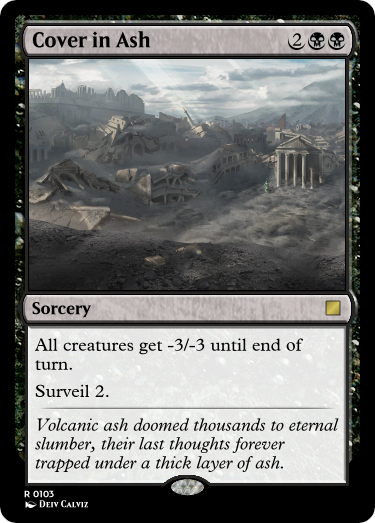 Cover in Ash 2
Sorcery
All creatures get -3/-3 until end of
turn.
Surveil 2.
Volcanic ash doomed thousands to eternal
slumber, their last thoughts forever
trapped under a thick layer of ash.
R 0103
Deiv Calviz